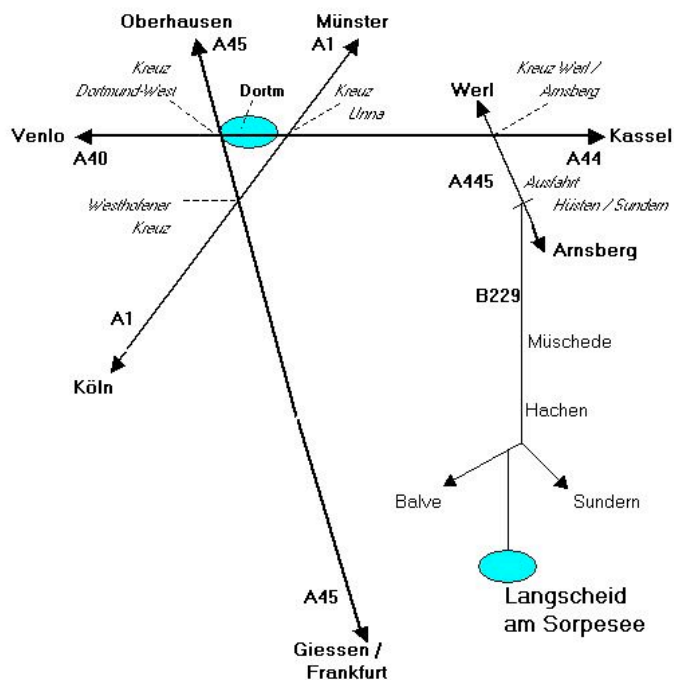 Oberhausen
A45
Münster
A1
Kreuz
Dortmund-West
Dortm
Kreuz
Unna
Werl
Kreuz Werl /
Arnsberg
Venlo
A40
Kassel
A44
A445
Ausfahrt
Hüsten / Sundern
Westhofener
Kreuz
Arnsberg
B229
A1
Köln
Müschede
Hachen
Balve
Sundern
A45
Langscheid
am Sorpesee
Giessen /
Frankfurt